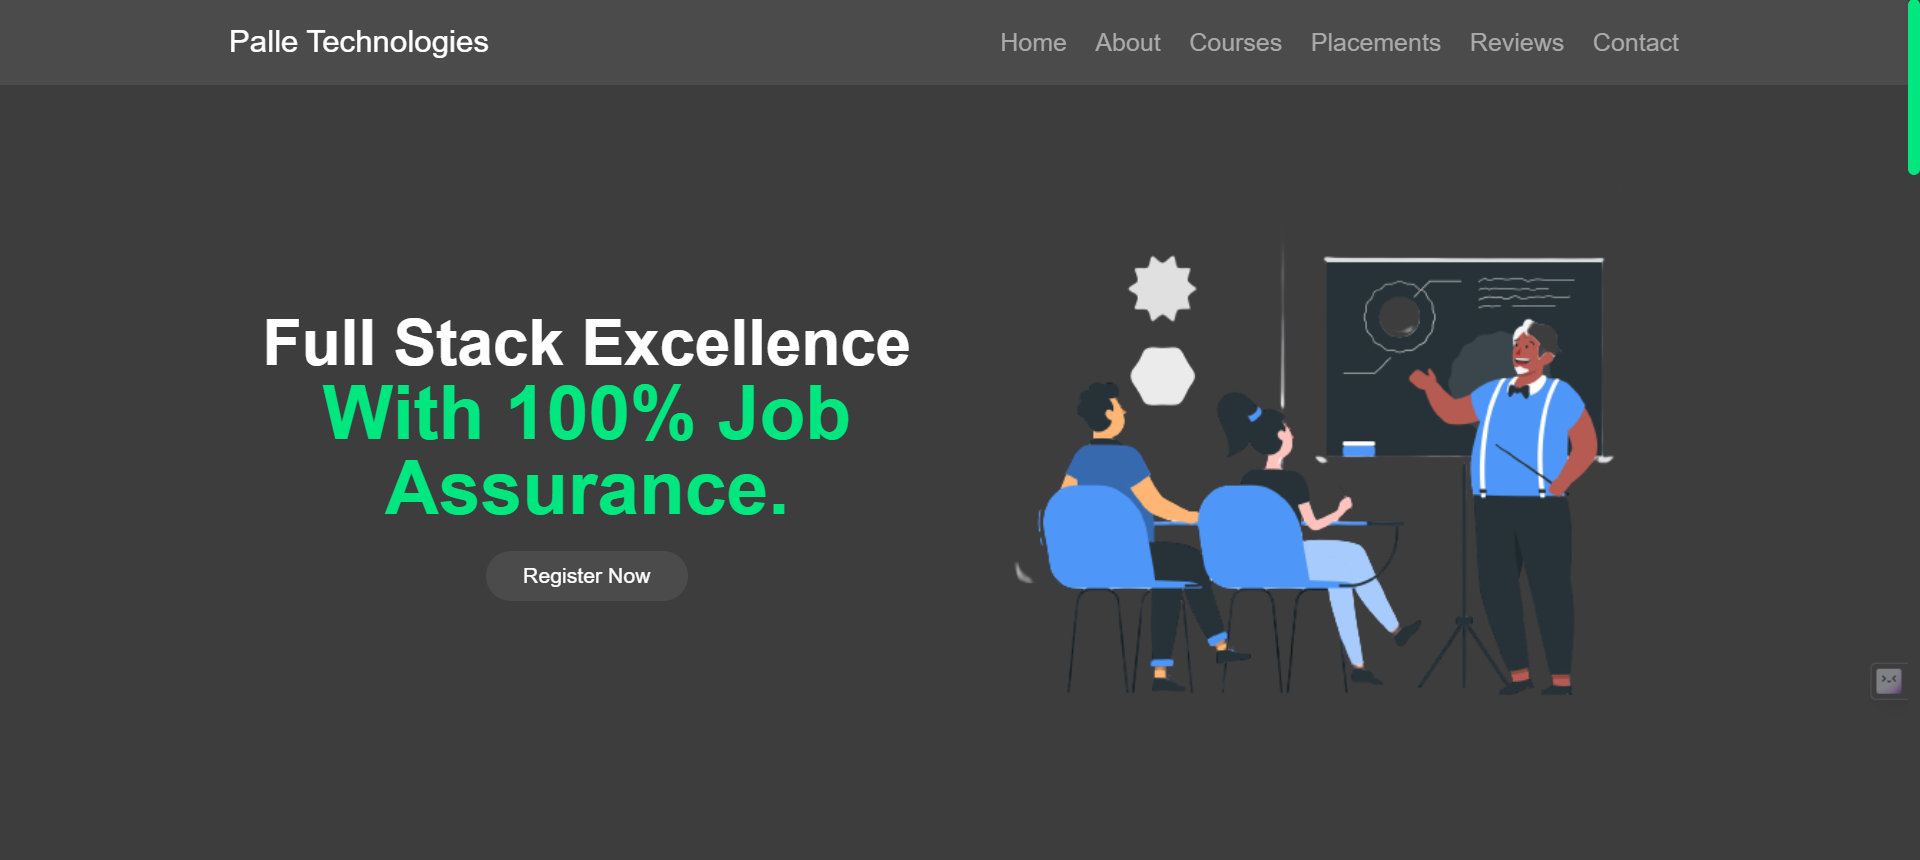 Palle Technologies
Home About Courses Placements Reviews Contact
Full Stack Excellence
With 100% Job
Assurance.
Register Now